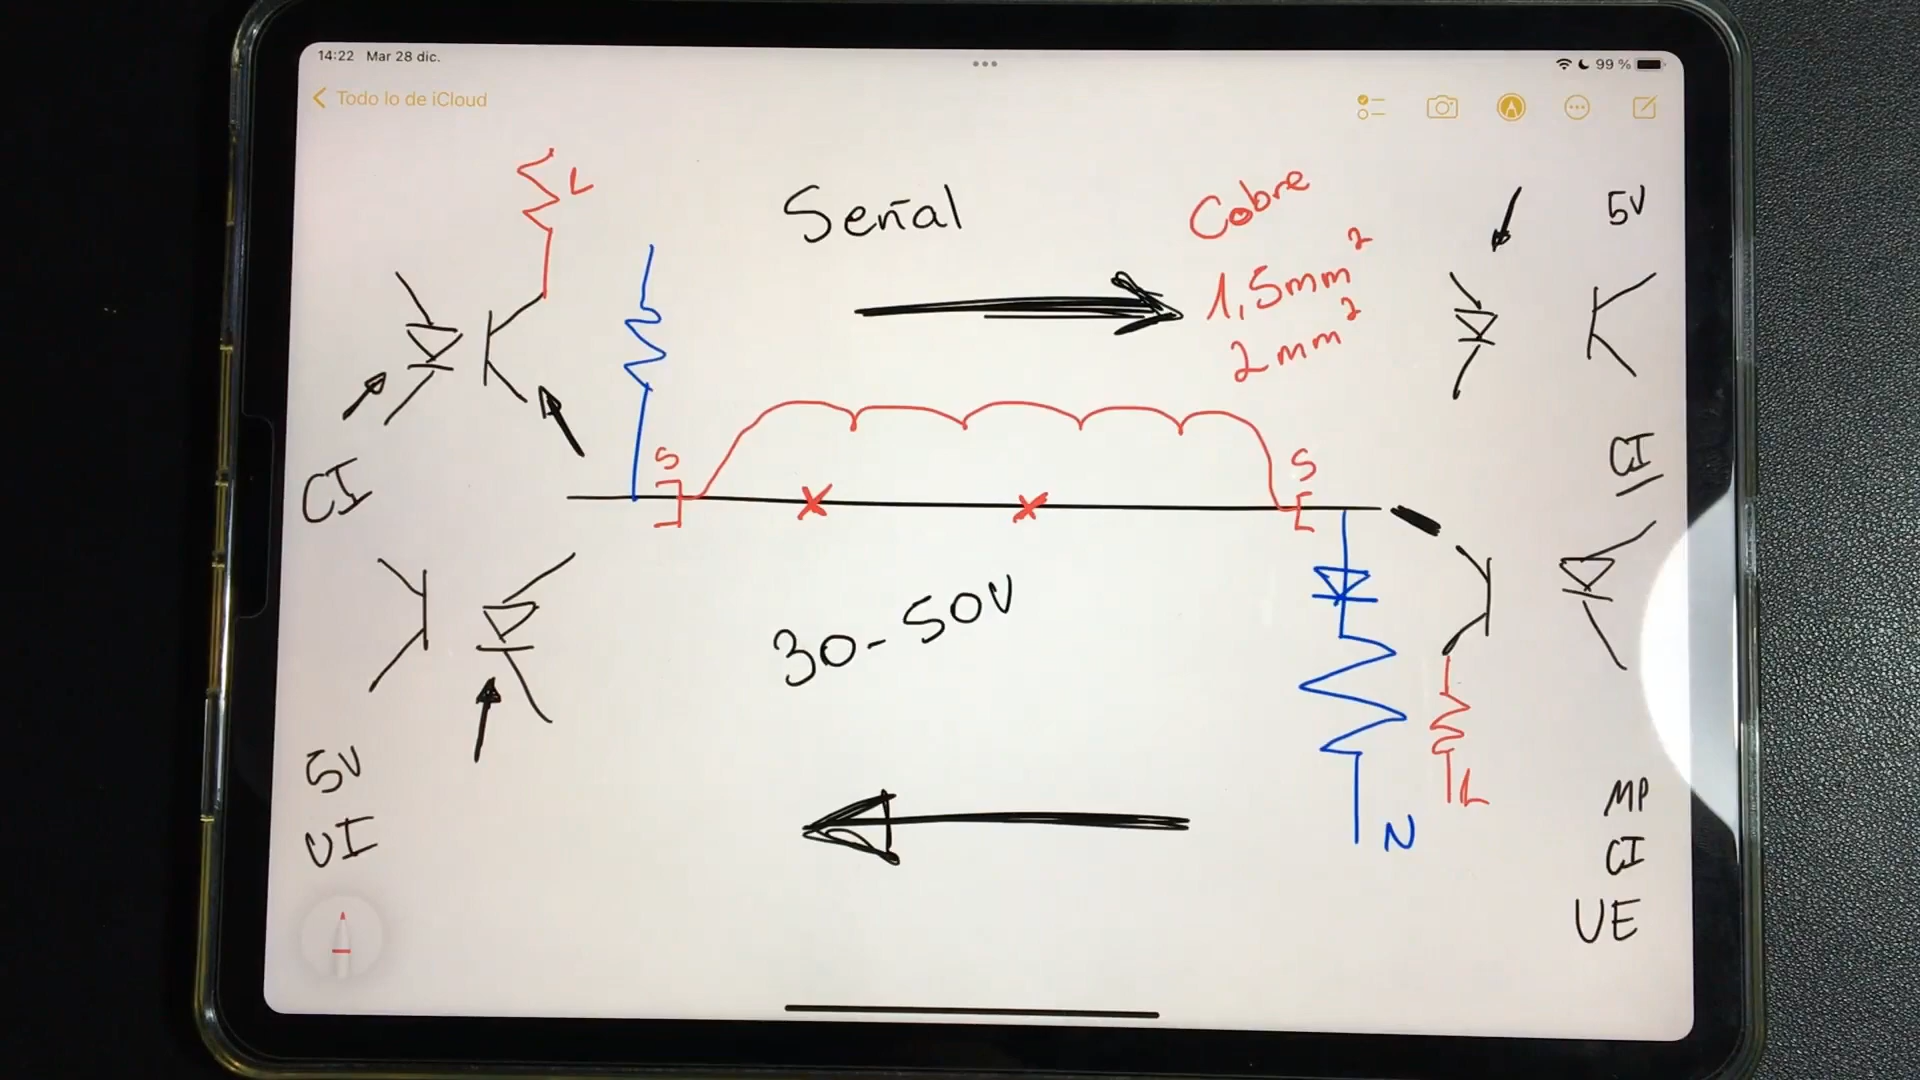 14:22 Mar 28 dic.
99 %
Todo lo de iCloud
L
Señal
Cobre
1,5mm²
2mm²
5V
CI
S
S
CI
30-50V
5V
UI
N
L
MP
CI
UE